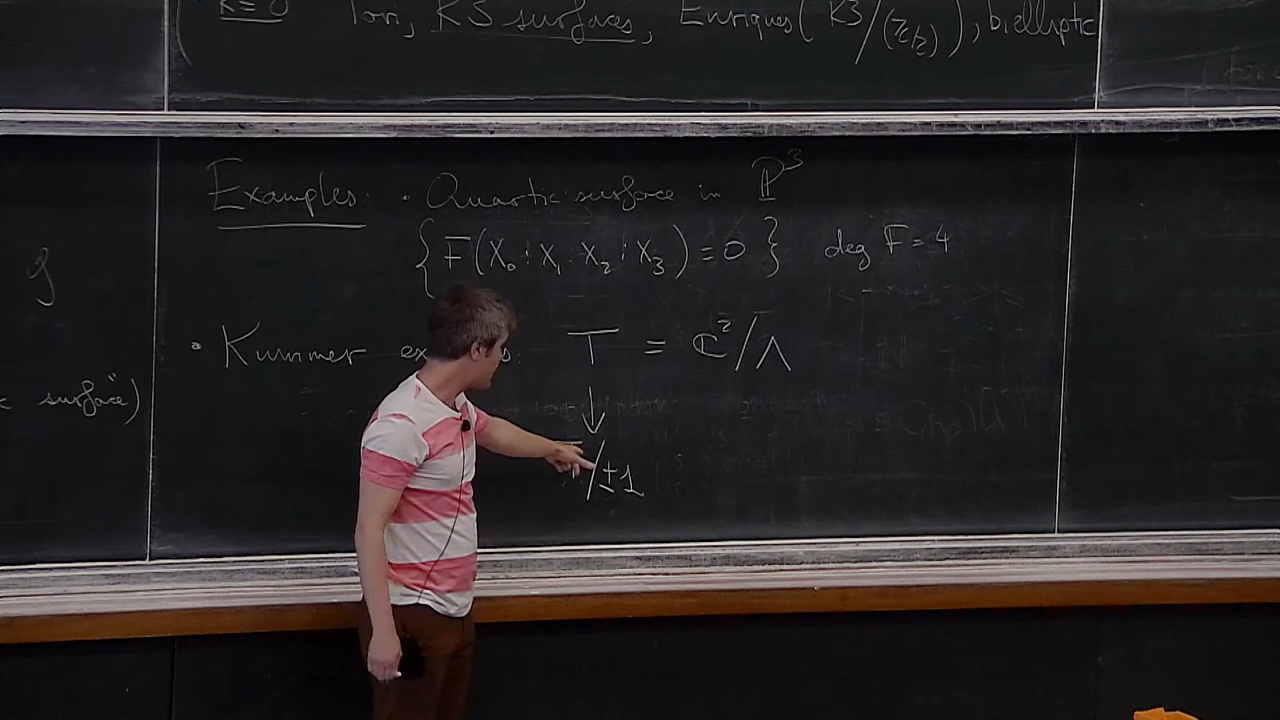 K = 0 Tori, K3 surfaces, Enriques (K3/(ℤ/2)), bielliptic
Examples: • Quartic surface in ℙ³
{F(X₀ : X₁ : X₂ : X₃) = 0} deg F = 4
• Kummer T = ℂ²/Λ
↓
surface")
T/±1